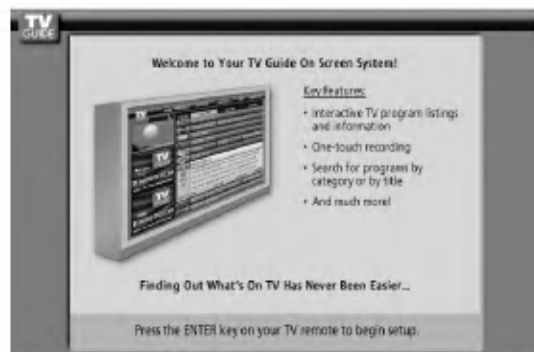 TV
GUIDE
Welcome to Your TV Guide On Screen System!
Key Features:
• Interactive TV program listings
and information
• One-touch recording
• Search for programs by
category or by title
• And much more!
Finding Out What's On TV Has Never Been Easier...
Press the ENTER key on your TV remote to begin setup.